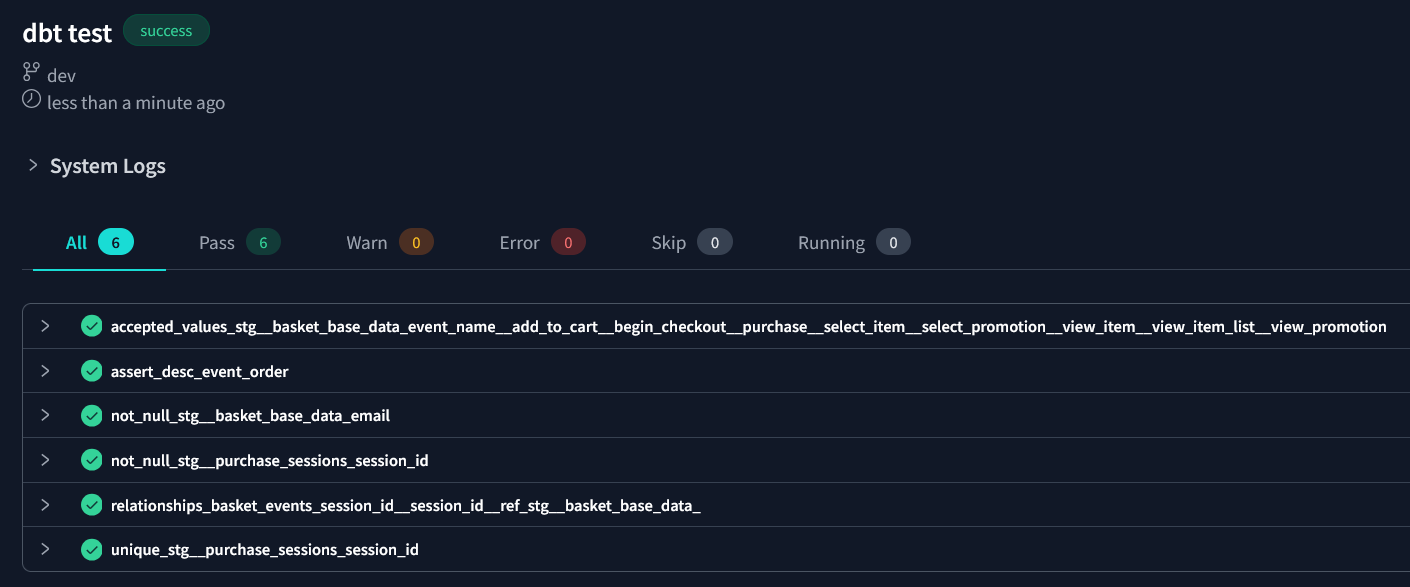 dbt test success
dev
less than a minute ago
System Logs
All 6 Pass 6 Warn 0 Error 0 Skip 0 Running 0
accepted_values_stg__basket_base_data_event_name__add_to_cart__begin_checkout__purchase__select_item__select_promotion__view_item__view_item_list__view_promotion
assert_desc_event_order
not_null_stg__basket_base_data_email
not_null_stg__purchase_sessions_session_id
relationships_basket_events_session_id__session_id__ref_stg__basket_base_data_
unique_stg__purchase_sessions_session_id